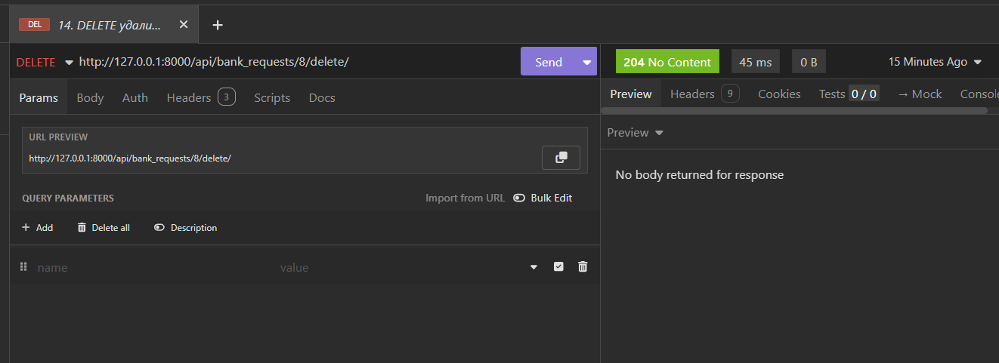 DEL 14. DELETE удали...
DELETE http://127.0.0.1:8000/api/bank_requests/8/delete/ Send
204 No Content 45 ms 0 B 15 Minutes Ago
Params Body Auth Headers 3 Scripts Docs
Preview Headers 9 Cookies Tests 0 / 0 → Mock Console
URL PREVIEW
http://127.0.0.1:8000/api/bank_requests/8/delete/
QUERY PARAMETERS Import from URL Bulk Edit
+ Add Delete all Description
name value
Preview
No body returned for response